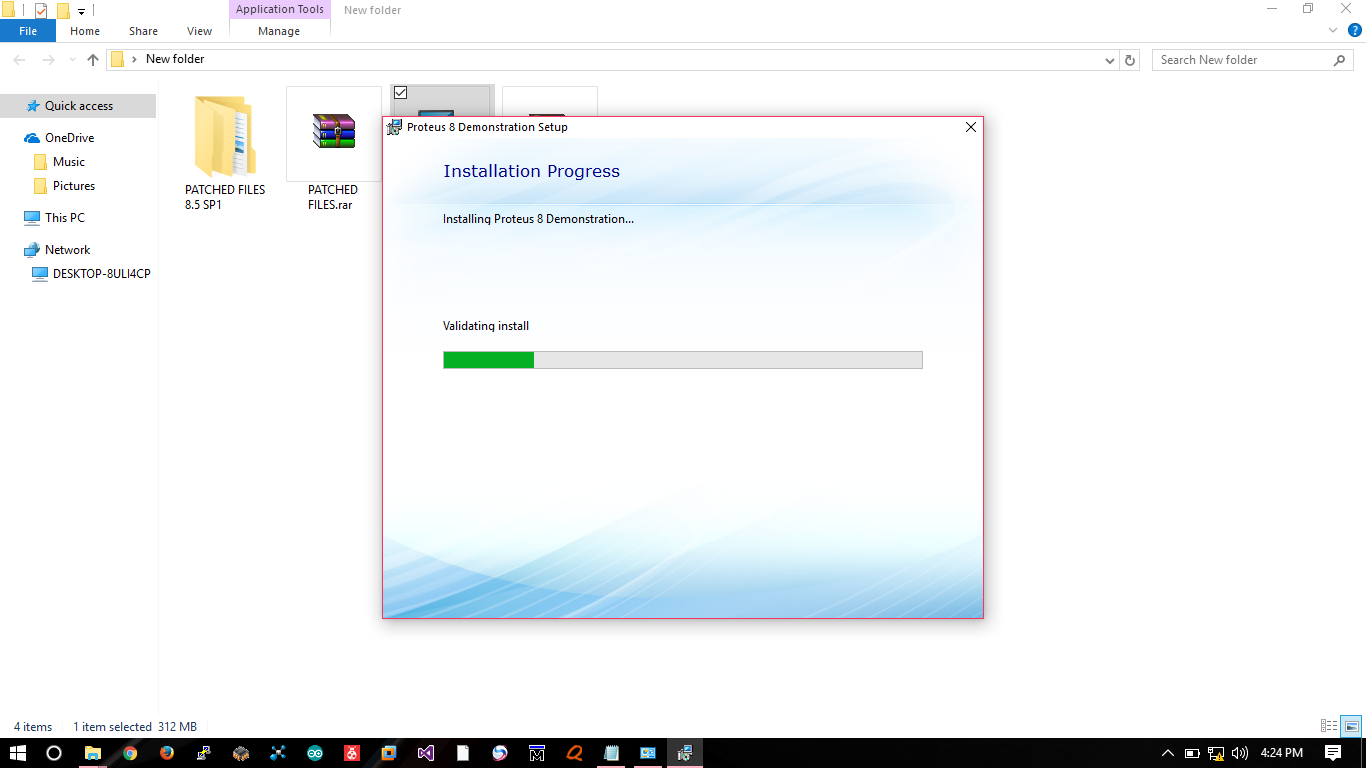 Application Tools
New folder
File
Home
Share
View
Manage
New folder
Search New folder
Quick access
OneDrive
Music
Pictures
This PC
Network
DESKTOP-8ULI4CP
PATCHED FILES
8.5 SP1
PATCHED
FILES.rar
Proteus 8 Demonstration Setup
Installation Progress
Installing Proteus 8 Demonstration...
Validating install
4 items
1 item selected 312 MB
4:24 PM